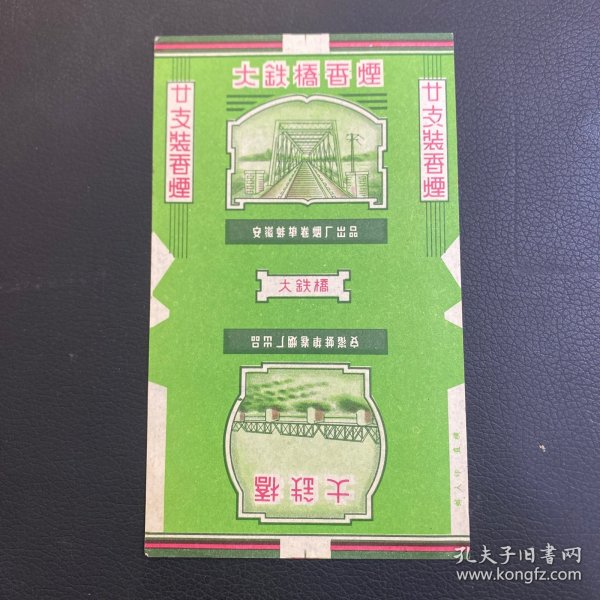 大鉄橋香煙
廿支装香煙
廿支装香煙
安徽蚌埠卷烟厂出品
大鉄橋
安徽蚌埠卷烟厂出品
大鉄橋
孔夫子旧书网
www.kongfz.com